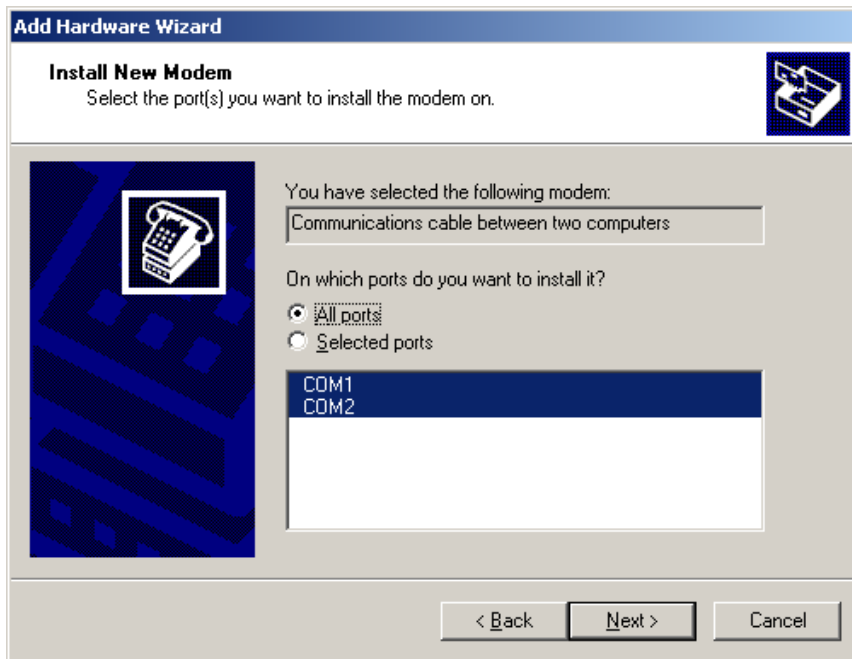 Add Hardware Wizard
Install New Modem
Select the port(s) you want to install the modem on.
You have selected the following modem:
Communications cable between two computers
On which ports do you want to install it?
All ports
Selected ports
COM1
COM2
< Back Next > Cancel